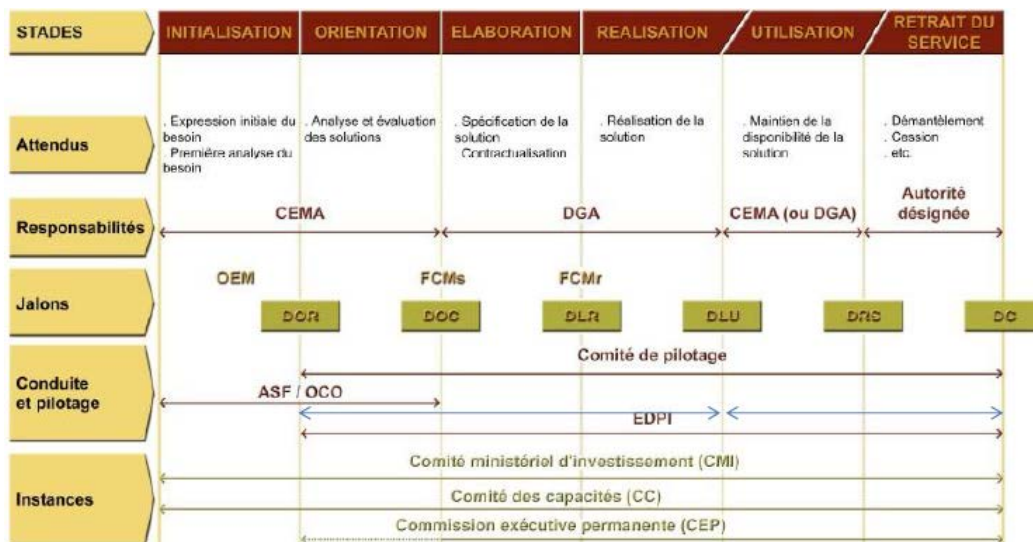 STADES
INITIALISATION
ORIENTATION
ELABORATION
REALISATION
UTILISATION
RETRAIT DU
SERVICE
Attendus
. Expression initiale du
besoin
. Première analyse du
besoin
. Analyse et évaluation
des solutions
. Spécification de la
solution
. Contractualisation
. Réalisation de la
solution
. Maintien de la
disponibilité de la
solution
. Démantèlement
. Cession
. etc.
Responsabilités
CEMA
DGA
CEMA (ou DGA)
Autorité
désignée
Jalons
OEM
FCMs
FCMr
DOR
DOC
DLR
DLU
DRS
DC
Conduite
et pilotage
Comité de pilotage
ASF / OCO
EDPI
Instances
Comité ministériel d'investissement (CMI)
Comité des capacités (CC)
Commission exécutive permanente (CEP)